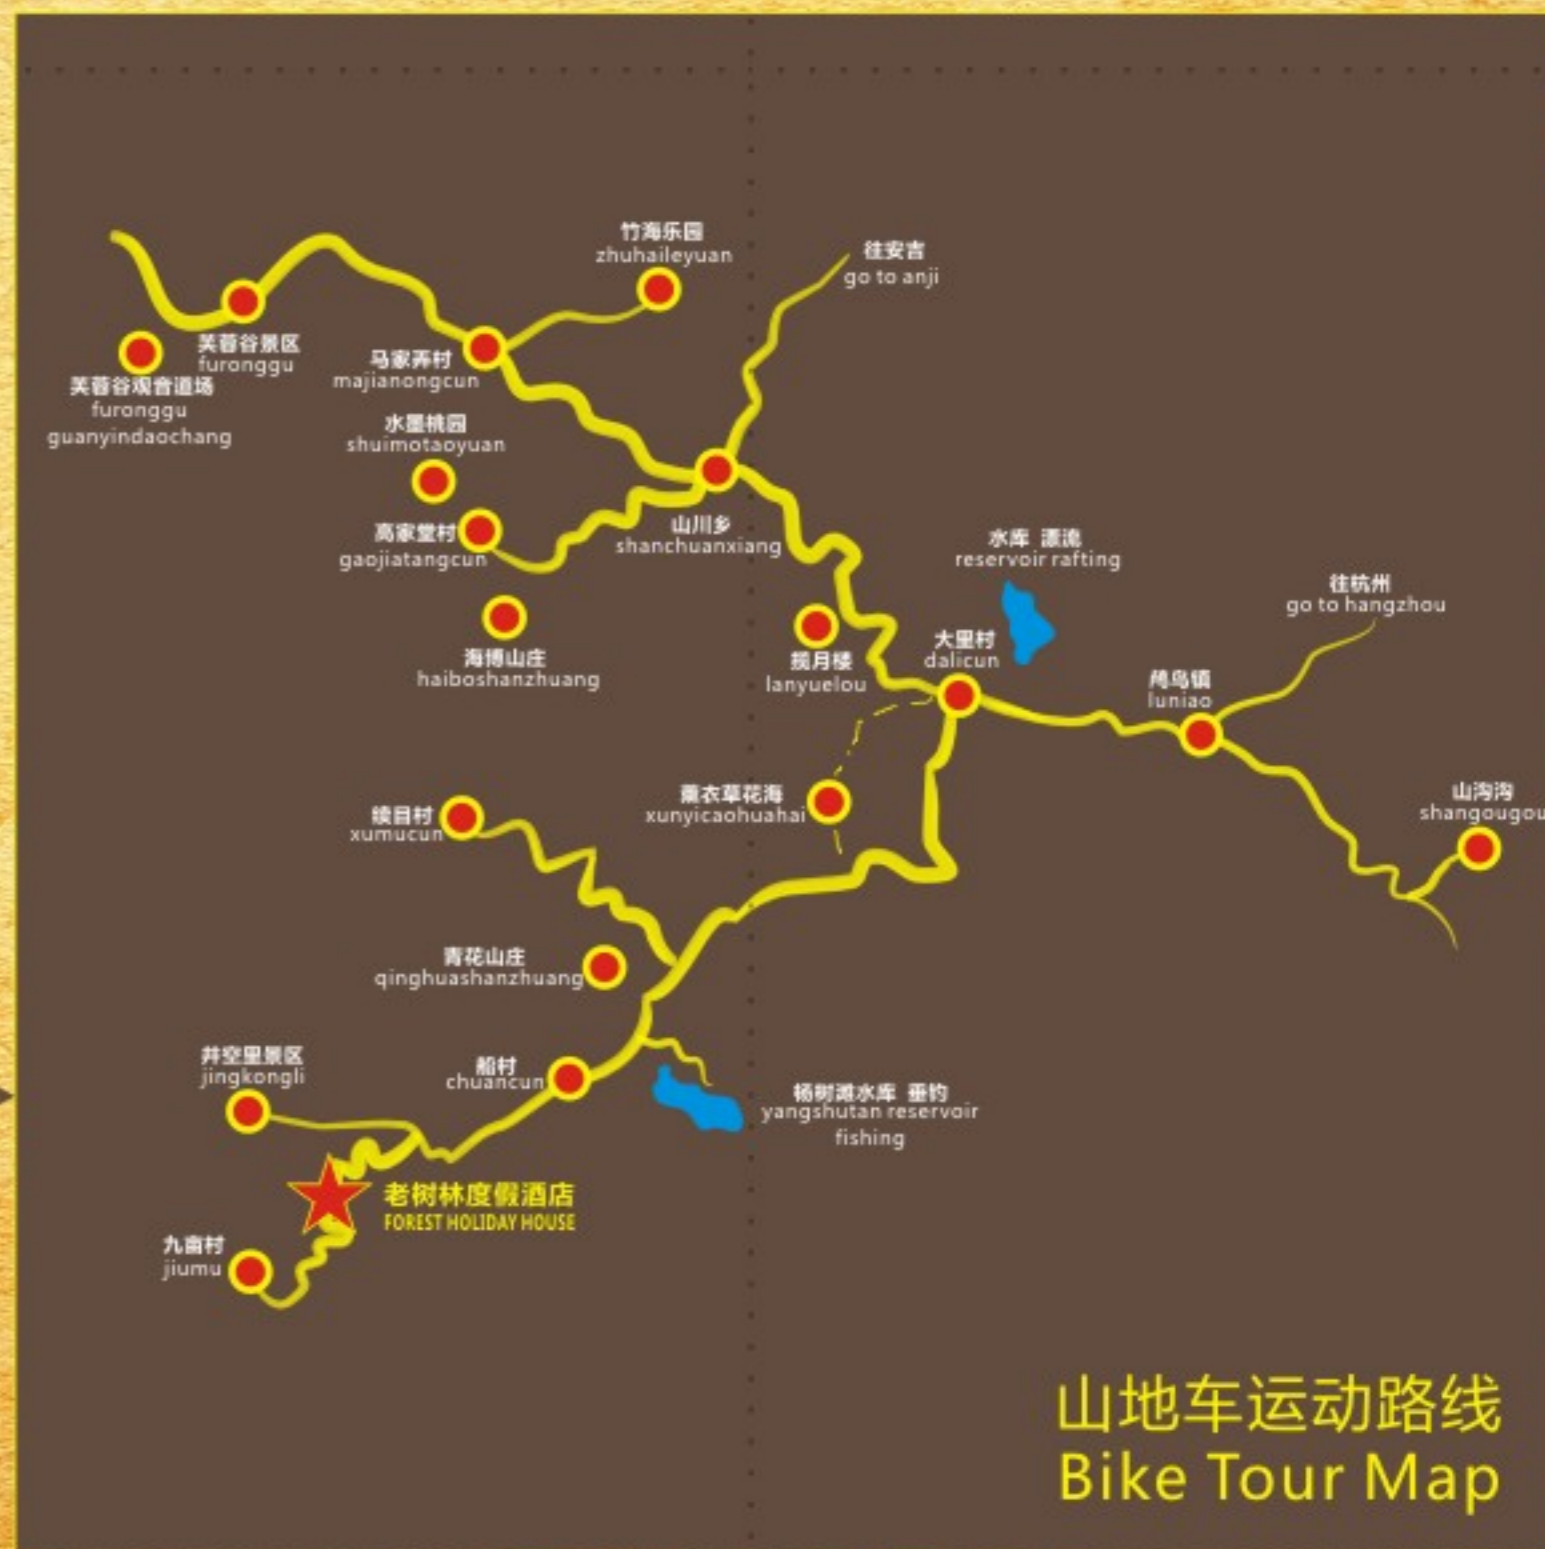 竹海乐园
zhuhaileyuan
往安吉
go to anji
芙蓉谷景区
furonggu
马家弄村
majianongcun
芙蓉谷观音道场
furonggu
guanyindaochang
水墨桃园
shuimotaoyuan
高家堂村
gaojiatangcun
山川乡
shanchuanxiang
水库 漂流
reservoir rafting
往杭州
go to hangzhou
海博山庄
haiboshanzhuang
揽月楼
lanyuelou
大里村
dalicun
鸬鸟镇
luniao
续目村
xumucun
薰衣草花海
xunyicaohuahai
山沟沟
shangougou
青花山庄
qinghuashanzhuang
井空里景区
jingkongli
船村
chuancun
杨树滩水库 垂钓
yangshutan reservoir
fishing
老树林度假酒店
FOREST HOLIDAY HOUSE
九亩村
jiumu
山地车运动路线
Bike Tour Map